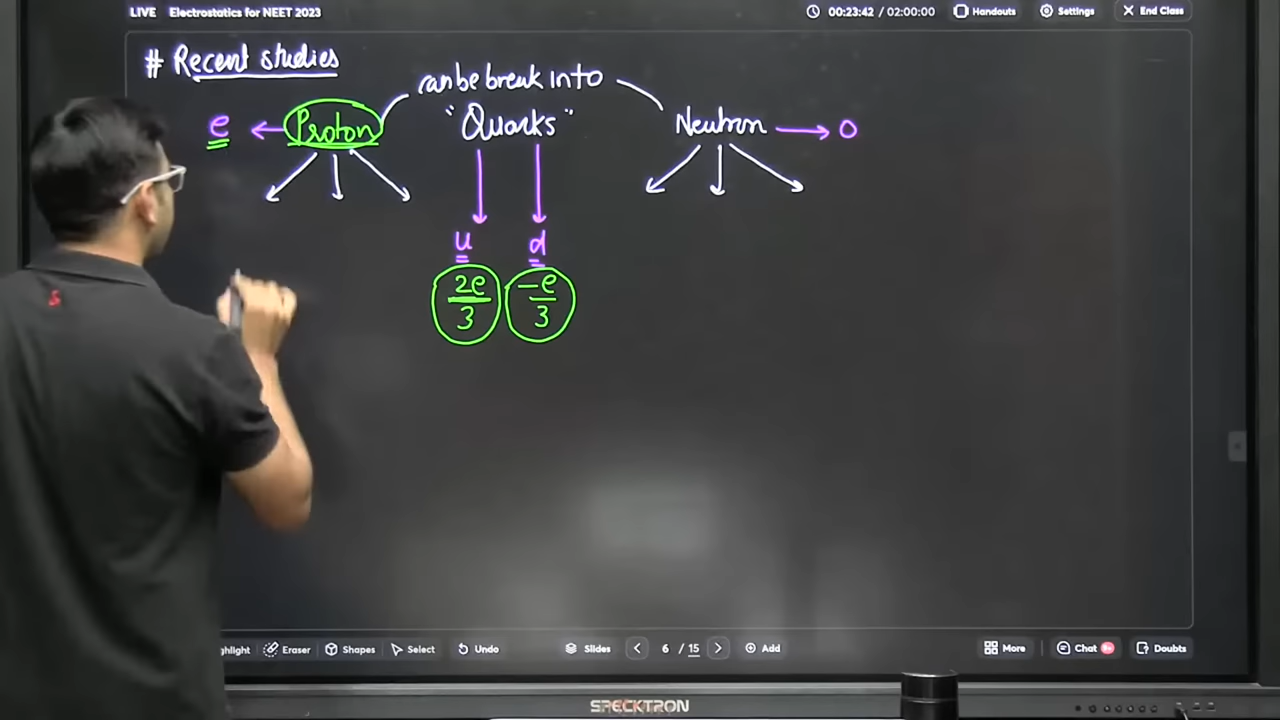 LIVE Electrostatics for NEET 2023 00:23:42 / 02:00:00 Handouts Settings End Class
# Recent studies
can be break into
e Proton "Quarks" Neutron 0
u d
2e/3 -e/3
hlight Eraser Shapes Select Undo Slides 6 / 15 Add More Chat 9+ Doubts
SPECKTRON